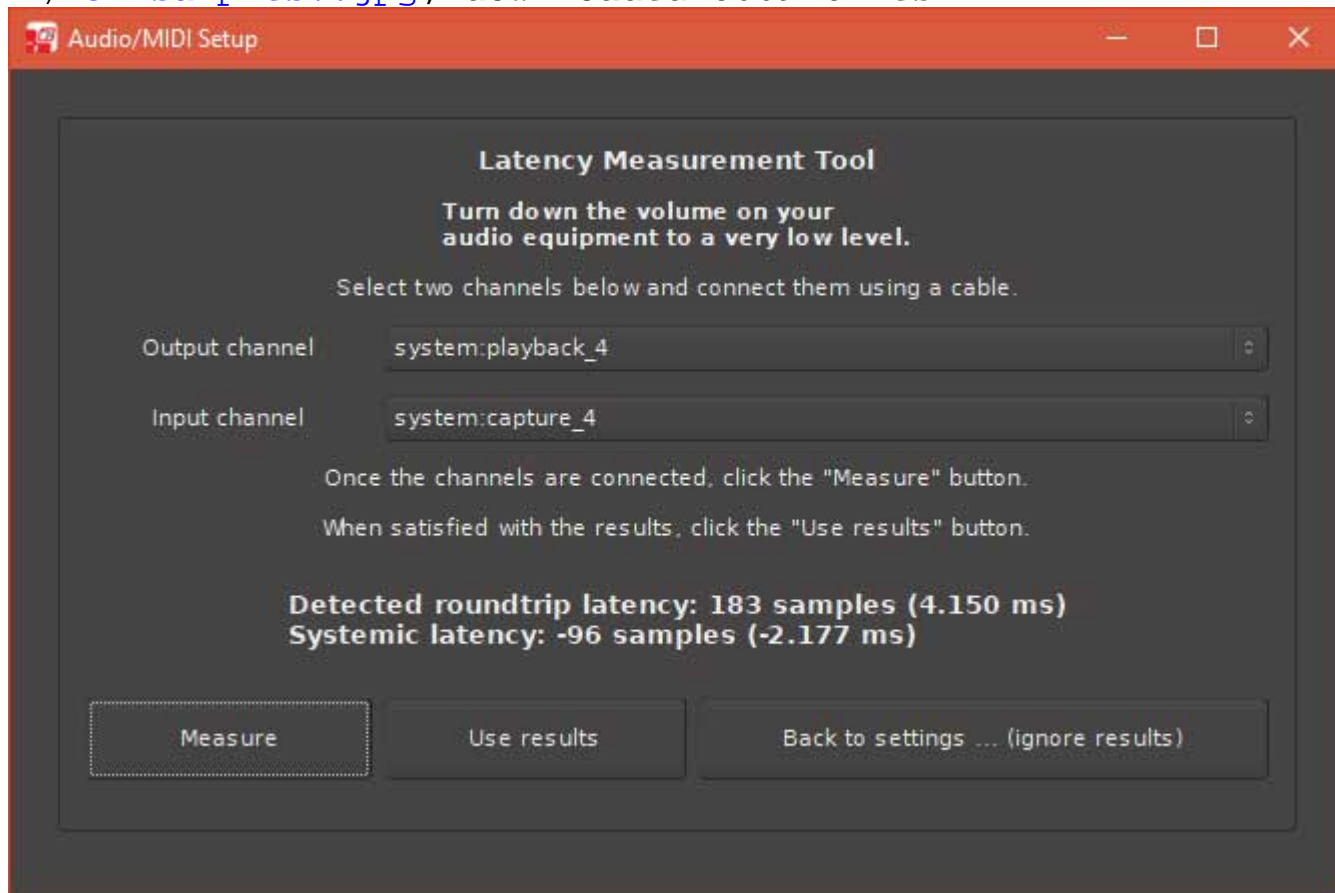 Audio/MIDI Setup
Latency Measurement Tool
Turn down the volume on your
audio equipment to a very low level.
Select two channels below and connect them using a cable.
Output channel system:playback_4
Input channel system:capture_4
Once the channels are connected, click the "Measure" button.
When satisfied with the results, click the "Use results" button.
Detected roundtrip latency: 183 samples (4.150 ms)
Systemic latency: -96 samples (-2.177 ms)
Measure Use results Back to settings ... (ignore results)